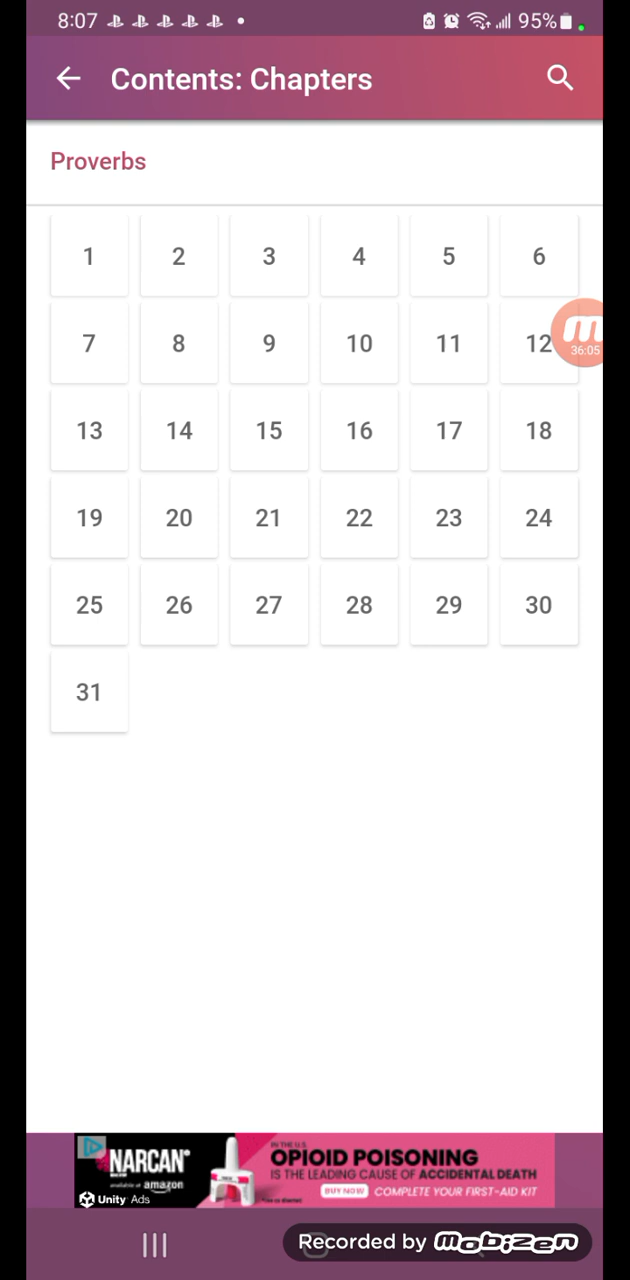 8:07 95%
Contents: Chapters
Proverbs
1 2 3 4 5 6
7 8 9 10 11 12
36:05
13 14 15 16 17 18
19 20 21 22 23 24
25 26 27 28 29 30
31
NARCAN
available at amazon
Unity Ads
IN THE U.S.
OPIOID POISONING
IS THE LEADING CAUSE OF ACCIDENTAL DEATH
BUY NOW COMPLETE YOUR FIRST-AID KIT
Recorded by mobizen